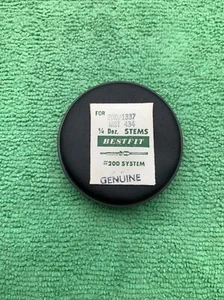 FOR
¼ Doz. STEMS
BESTFIT
#200 SYSTEM
GENUINE